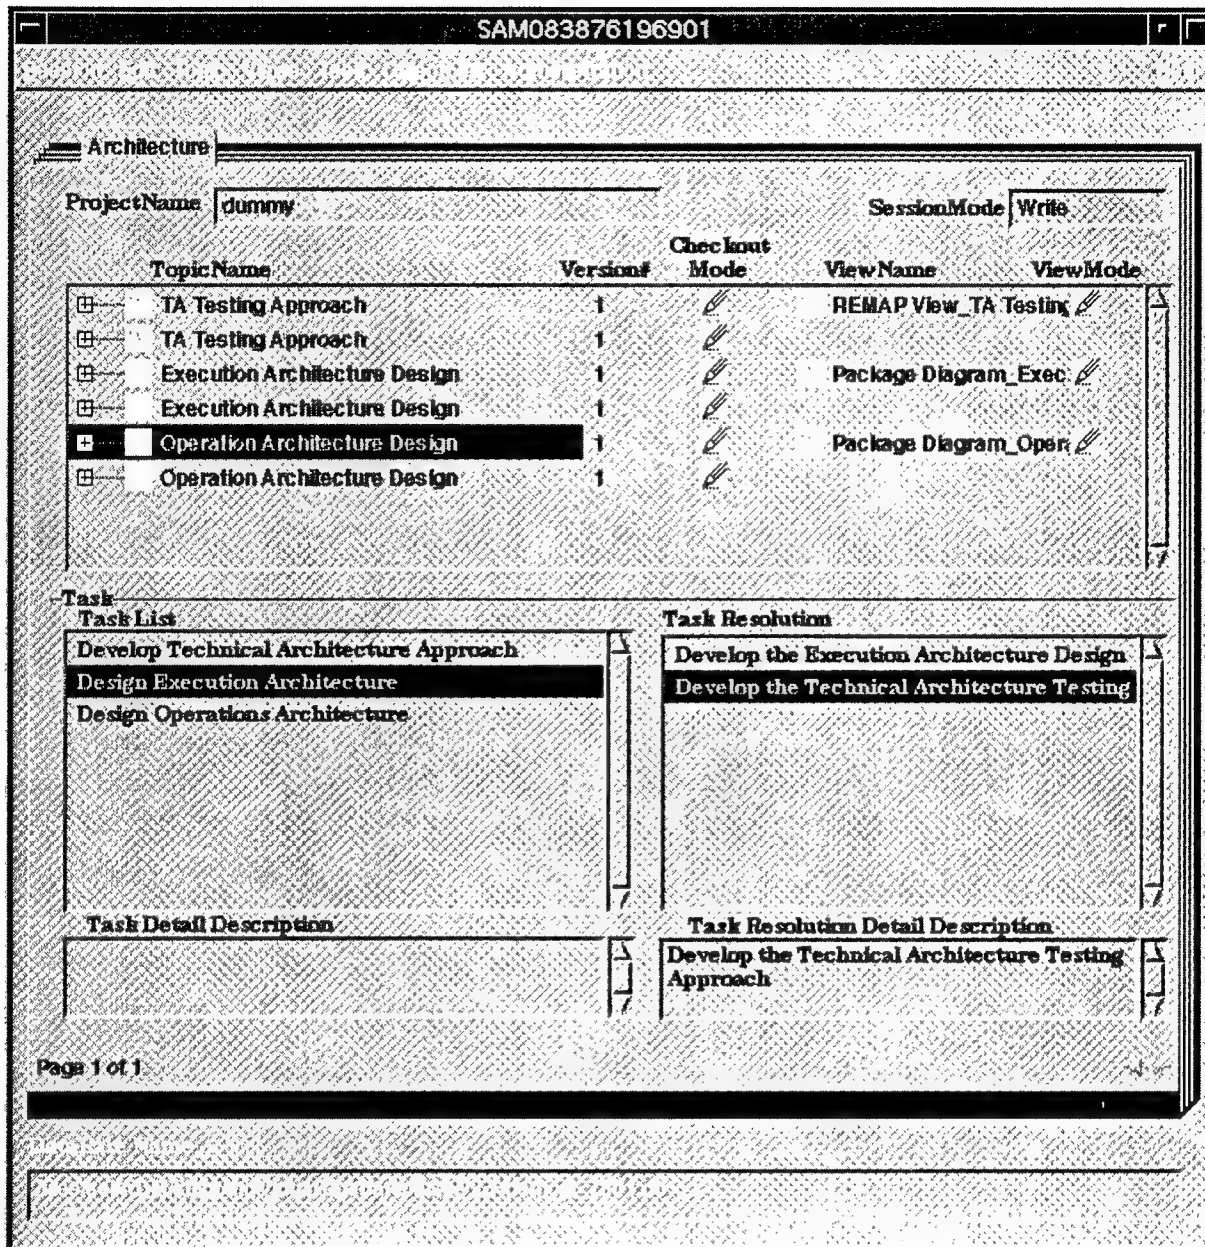 SAM083876196901
Architecture
ProjectName dummy SessionMode Write
Checkout
TopicName Version# Mode ViewName ViewMode
TA Testing Approach 1 REMAP View_TA Testing
TA Testing Approach 1
Execution Architecture Design 1 Package Diagram_Exec
Execution Architecture Design 1
Operation Architecture Design 1 Package Diagram_Oper
Operation Architecture Design 1
Task
Task List Task Resolution
Develop Technical Architecture Approach Develop the Execution Architecture Design
Design Execution Architecture Develop the Technical Architecture Testing
Design Operations Architecture
Task Detail Description Task Resolution Detail Description
Develop the Technical Architecture Testing
Approach
Page 1 of 1